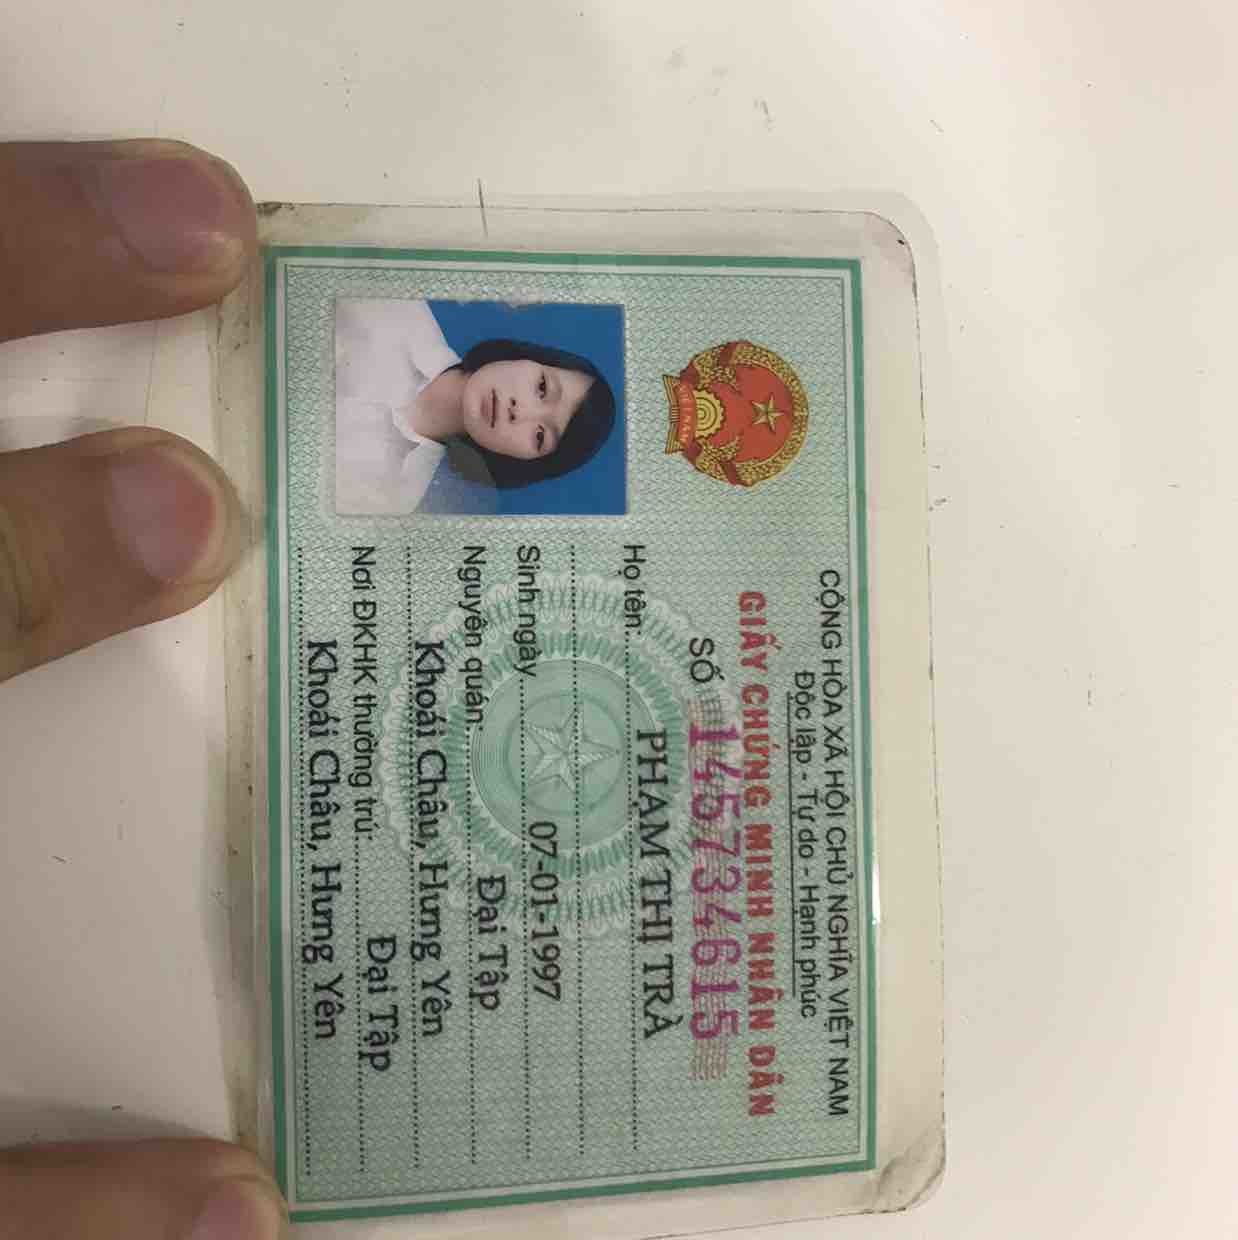 CỘNG HÒA XÃ HỘI CHỦ NGHĨA VIỆT NAM
Độc lập - Tự do - Hạnh phúc
GIẤY CHỨNG MINH NHÂN DÂN
SỐ 145734615
Họ tên: PHẠM THỊ TRÀ
Sinh ngày 07-01-1997
Nguyên quán: Đại Tập
Khoái Châu, Hưng Yên
Nơi ĐKHK thường trú: Đại Tập
Khoái Châu, Hưng Yên
VIỆT NAM